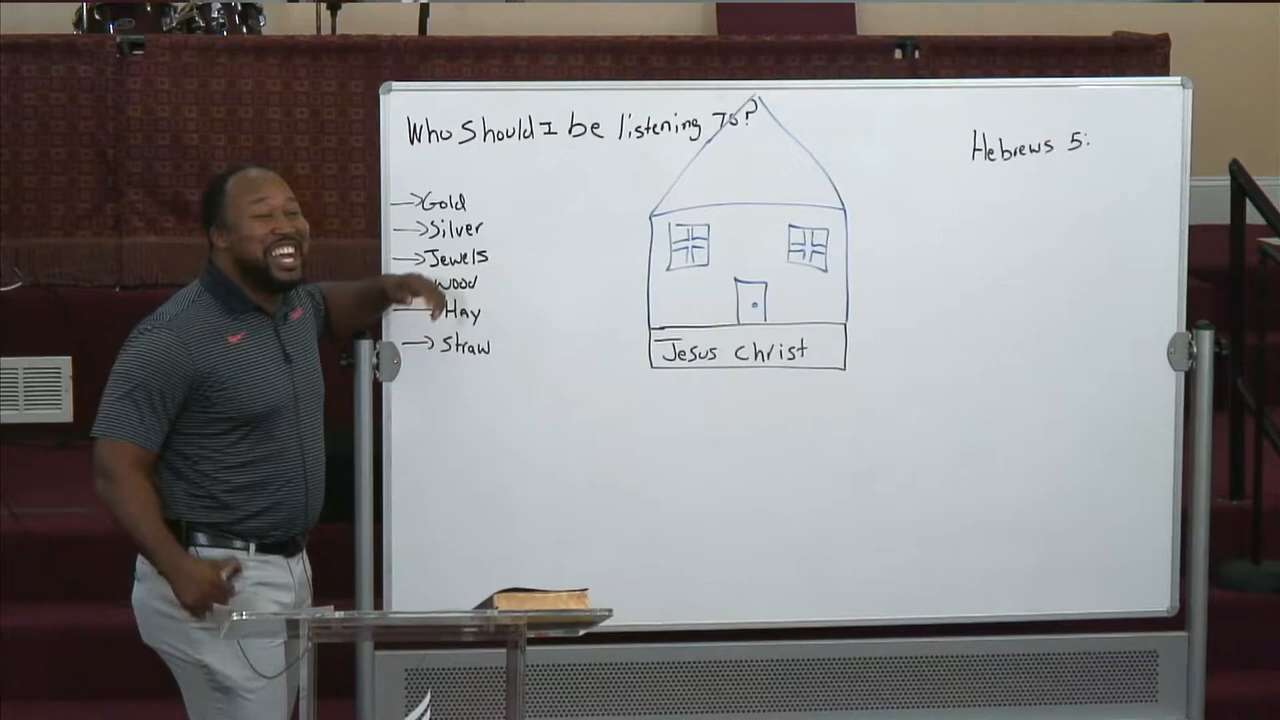 Who should I be listening To?
Hebrews 5:
→Gold
→Silver
→Jewels
wood
Hay
→ Straw
Jesus Christ